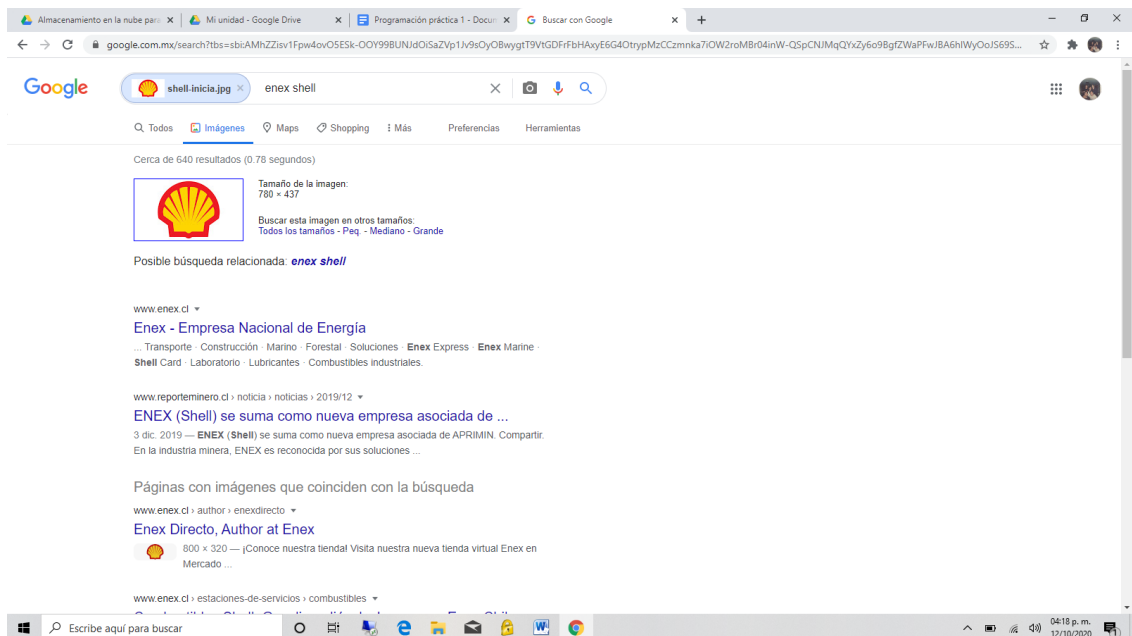 Almacenamiento en la nube para
Mi unidad - Google Drive
Programación práctica 1 - Docun
Buscar con Google
google.com.mx/search?tbs=sbi:AMhZZisv1Fpw4ovO5ESk-OOY99BUNJdOiSaZVp1Jv9sOyOBwygtT9VtGDFrFbHAxyE6G4OtrypMzCCzmnka7iOW2roMBr04inW-QSpCNJMqQYxZy6o9BgfZWaPFwJBA6hIWyOoJS69S...
Google
shell-inicia.jpg
enex shell
Todos
Imágenes
Maps
Shopping
Más
Preferencias
Herramientas
Cerca de 640 resultados (0.78 segundos)
Tamaño de la imagen:
780 × 437
Buscar esta imagen en otros tamaños:
Todos los tamaños - Peq. - Mediano - Grande
Posible búsqueda relacionada: enex shell
www.enex.cl
Enex - Empresa Nacional de Energía
... Transporte · Construcción · Marino · Forestal · Soluciones · Enex Express · Enex Marine ·
Shell Card · Laboratorio · Lubricantes · Combustibles industriales.
www.reporteminero.cl › noticia › noticias › 2019/12
ENEX (Shell) se suma como nueva empresa asociada de ...
3 dic. 2019 — ENEX (Shell) se suma como nueva empresa asociada de APRIMIN. Compartir.
En la industria minera, ENEX es reconocida por sus soluciones ...
Páginas con imágenes que coinciden con la búsqueda
www.enex.cl › author › enexdirecto
Enex Directo, Author at Enex
800 × 320 — ¡Conoce nuestra tienda! Visita nuestra nueva tienda virtual Enex en
Mercado ...
www.enex.cl › estaciones-de-servicios › combustibles
Escribe aquí para buscar
04:18 p. m.
12/10/2020